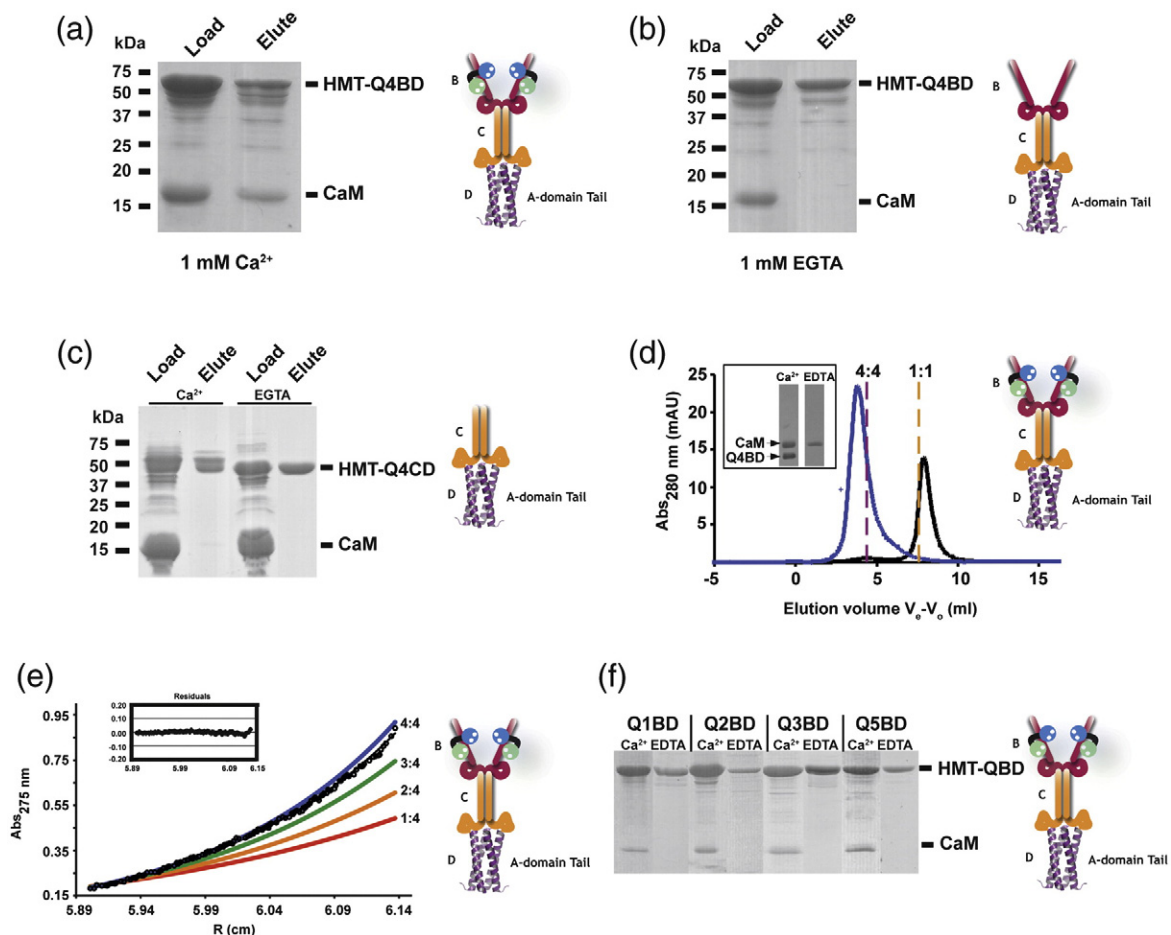 (a)
kDa
Load
Elute
75
50
37
25
20
15
HMT-Q4BD
CaM
1 mM Ca²⁺
B
C
D
A-domain Tail
(b)
kDa
Load
Elute
75
50
37
25
20
15
HMT-Q4BD
CaM
1 mM EGTA
B
C
D
A-domain Tail
(c)
Load
Elute
Load
Elute
Ca²⁺
EGTA
kDa
75
50
37
25
20
15
HMT-Q4CD
CaM
C
D
A-domain Tail
(d)
4:4
1:1
Ca²⁺ EDTA
CaM
Q4BD
25
20
15
10
5
-5
0
5
10
15
Abs280 nm (mAU)
Elution volume Ve-Vo (ml)
B
C
D
A-domain Tail
(e)
Residuals
0.20
0.10
0.00
-0.10
-0.20
5.89
5.99
6.09
6.15
0.95
0.75
0.55
0.35
0.15
4:4
3:4
2:4
1:4
5.89
5.94
5.99
6.04
6.09
6.14
Abs275 nm
R (cm)
B
C
D
A-domain Tail
(f)
Q1BD Q2BD Q3BD Q5BD
Ca²⁺ EDTA Ca²⁺ EDTA Ca²⁺ EDTA Ca²⁺ EDTA
HMT-QBD
CaM
B
C
D
A-domain Tail